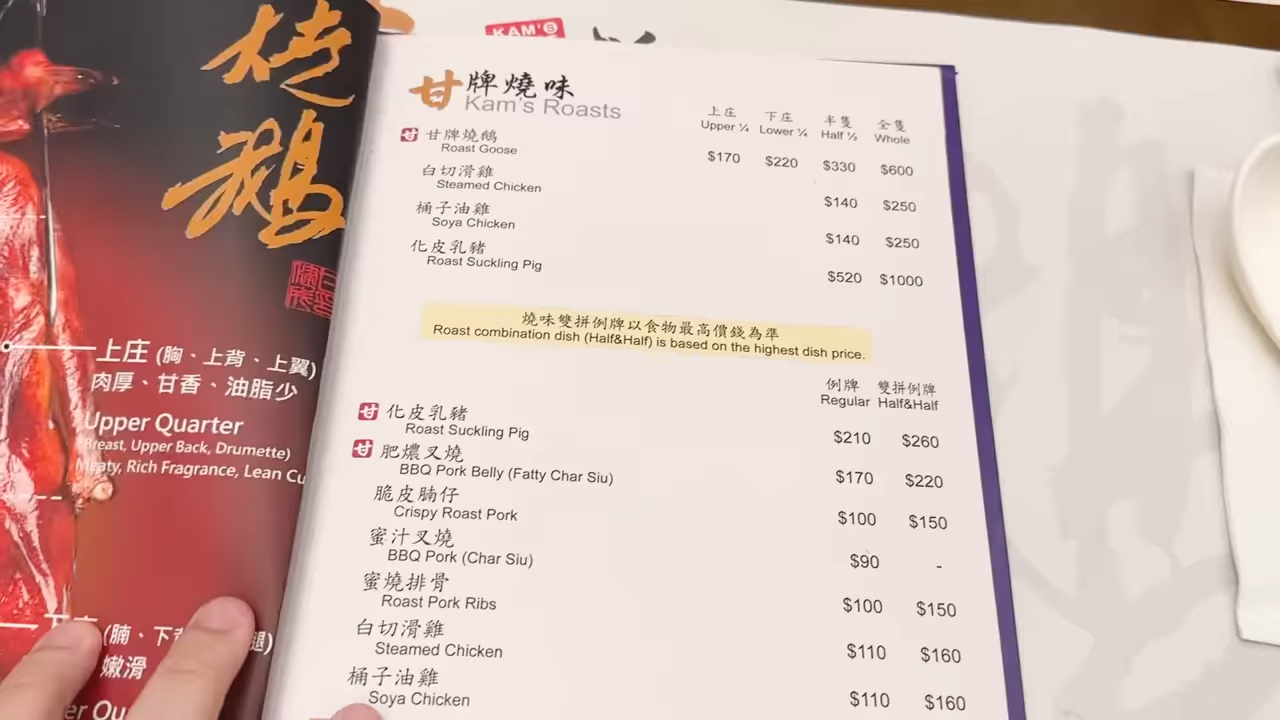 燒
鵝
上庄 (胸、上背、上翼)
肉厚、甘香、油脂少
Upper Quarter
Breast, Upper Back, Drumette)
Meaty, Rich Fragrance, Lean Cu
(腩、下
腿)
嫩滑
er Qu
KAM'S
甘牌燒味
Kam's Roasts
上庄 下庄 半隻 全隻
Upper ¼ Lower ¼ Half ½ Whole
甘 甘牌燒鵝
Roast Goose $170 $220 $330 $600
白切滑雞
Steamed Chicken $140 $250
桶子油雞
Soya Chicken $140 $250
化皮乳豬
Roast Suckling Pig $520 $1000
燒味雙拼例牌以食物最高價錢為準
Roast combination dish (Half&Half) is based on the highest dish price.
例牌 雙拼例牌
Regular Half&Half
甘 化皮乳豬
Roast Suckling Pig $210 $260
甘 肥燶叉燒
BBQ Pork Belly (Fatty Char Siu) $170 $220
脆皮腩仔
Crispy Roast Pork $100 $150
蜜汁叉燒
BBQ Pork (Char Siu) $90 -
蜜燒排骨
Roast Pork Ribs $100 $150
白切滑雞
Steamed Chicken $110 $160
桶子油雞
Soya Chicken $110 $160